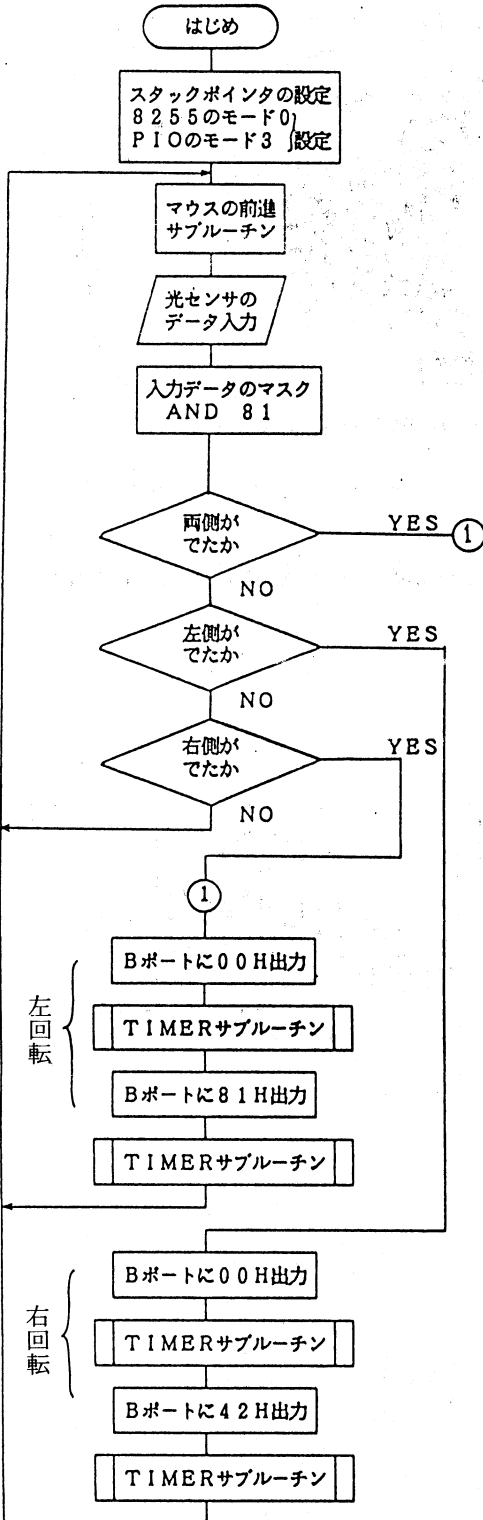 はじめ
スタックポインタの設定
8255のモード0
PIOのモード3 設定
マウスの前進
サブルーチン
光センサの
データ入力
入力データのマスク
AND 81
両側が
でたか
YES
1
NO
左側が
でたか
YES
NO
右側が
でたか
YES
NO
1
左回転
Bポートに00H出力
TIMERサブルーチン
Bポートに81H出力
TIMERサブルーチン
右回転
Bポートに00H出力
TIMERサブルーチン
Bポートに42H出力
TIMERサブルーチン